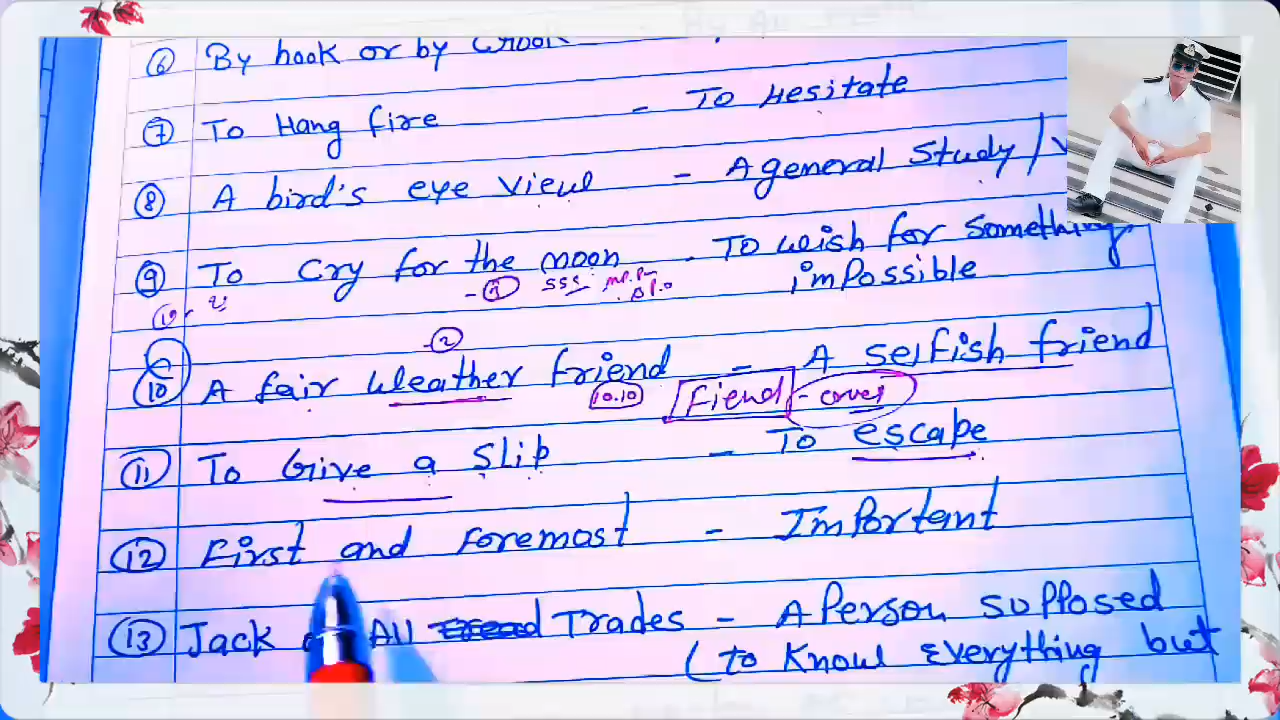 6 By hook or by crook -
7 To Hang fire - To Hesitate
8 A bird's eye view - A general Study /
9 To Cry for the moon - To wish for something
impossible
10 A fair weather friend - A selfish friend
10.10 Fiend -
11 To Give a Slip - To escape
12 First and Foremost - Important
13 Jack All Trades - A Person supposed
(to know Everything but